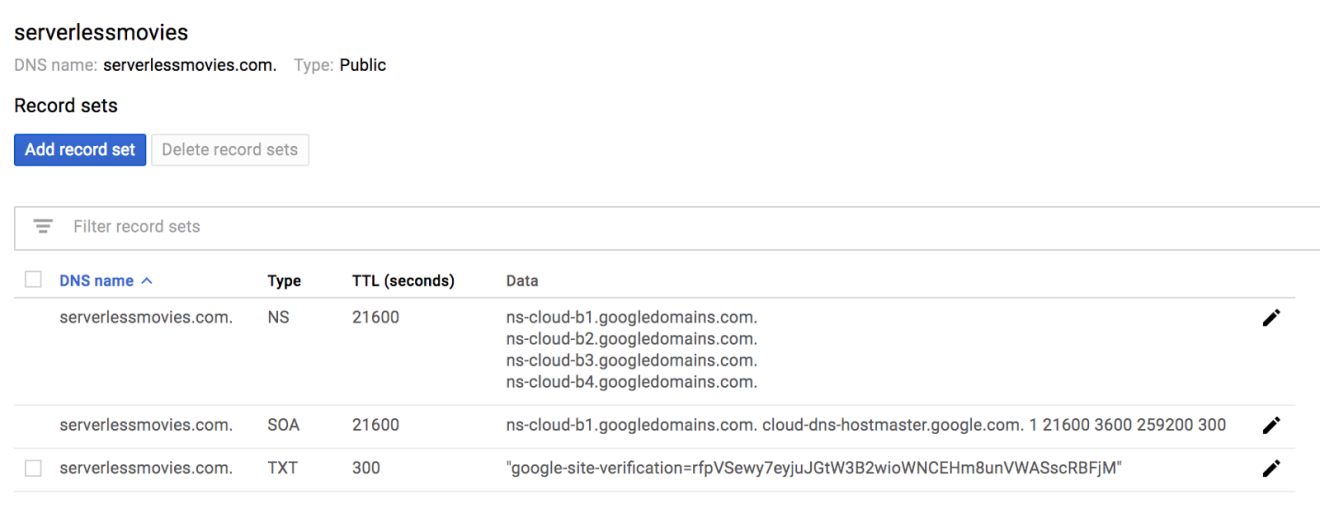 serverlessmovies
DNS name: serverlessmovies.com. Type: Public
Record sets
Add record set Delete record sets
Filter record sets
DNS name Type TTL (seconds) Data
serverlessmovies.com. NS 21600 ns-cloud-b1.googledomains.com.
ns-cloud-b2.googledomains.com.
ns-cloud-b3.googledomains.com.
ns-cloud-b4.googledomains.com.
serverlessmovies.com. SOA 21600 ns-cloud-b1.googledomains.com. cloud-dns-hostmaster.google.com. 1 21600 3600 259200 300
serverlessmovies.com. TXT 300 "google-site-verification=rfpVSewy7eyjuJGtW3B2wioWNCEHm8unVWASscRBFjM"